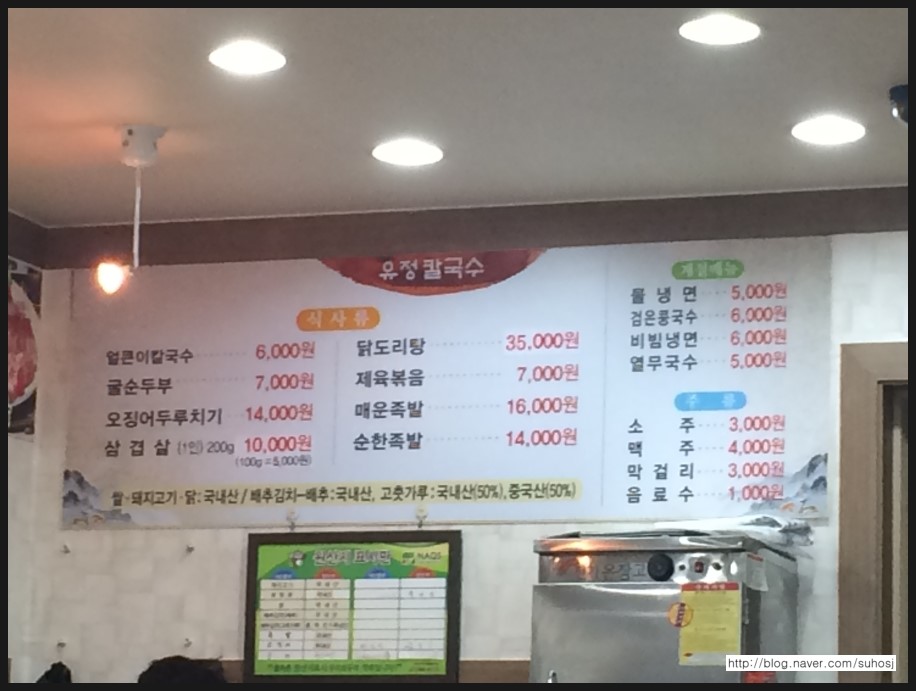 유정칼국수
식사류
얼큰이칼국수 6,000원
굴순두부 7,000원
오징어두루치기 14,000원
삼겹살 (1인) 200g 10,000원
(100g = 5,000원)
닭도리탕 35,000원
제육볶음 7,000원
매운족발 16,000원
순한족발 14,000원
계절메뉴
물냉면 5,000원
검은콩국수 6,000원
비빔냉면 6,000원
열무국수 5,000원
주류
소주 3,000원
맥주 4,000원
막걸리 3,000원
음료수 1,000원
쌀·돼지고기·닭:국내산 / 배추김치-배추:국내산, 고춧가루:국내산(50%), 중국산(50%)
원산지 표시판
NAQS
http://blog.naver.com/suhosj